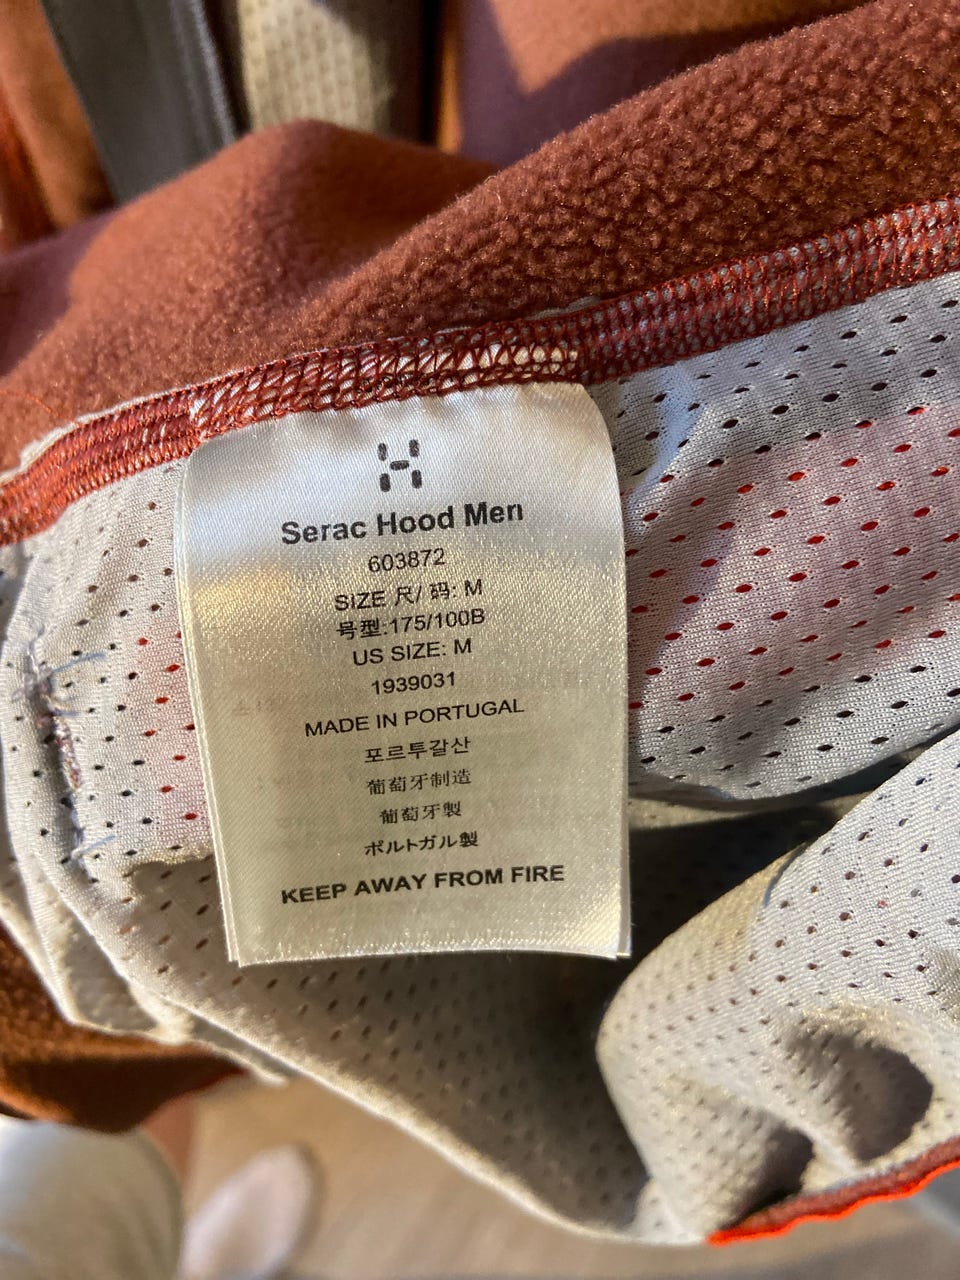 Serac Hood Men
603872
SIZE 尺/ 码: M
号型:175/100B
US SIZE: M
1939031
MADE IN PORTUGAL
포르투갈산
葡萄牙制造
葡萄牙製
ポルトガル製
KEEP AWAY FROM FIRE